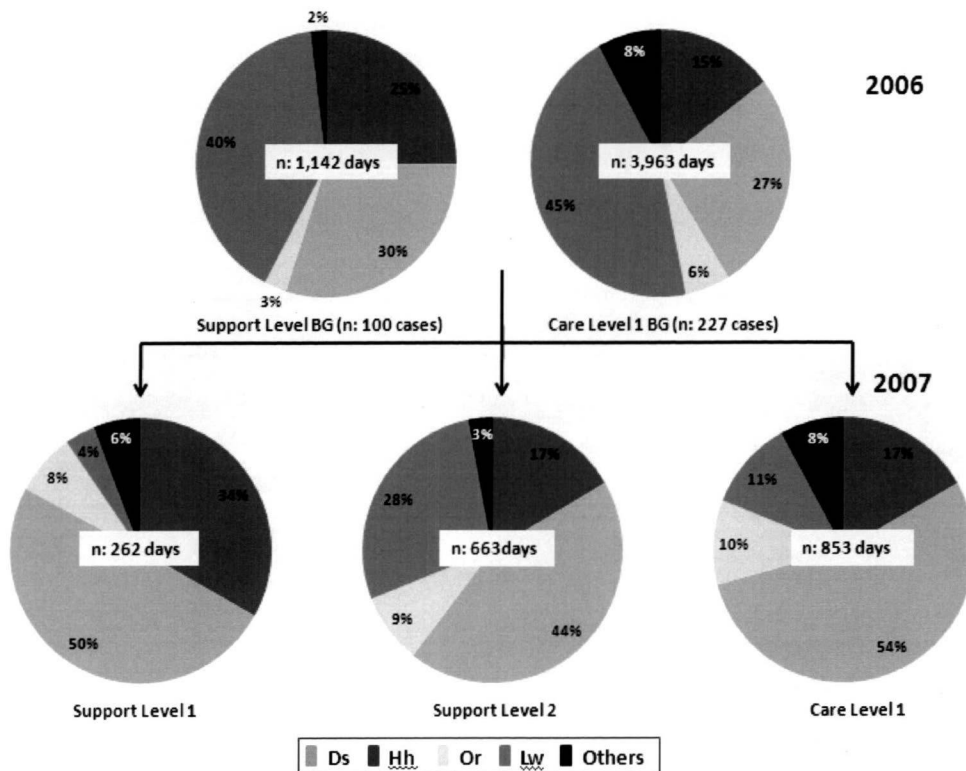 2%
8%
25%
15%
2006
40%
n: 1,142 days
n: 3,963 days
45%
27%
30%
6%
3%
Support Level BG (n: 100 cases)
Care Level 1 BG (n: 227 cases)
2007
6%
4%
8%
34%
n: 262 days
50%
3%
17%
28%
n: 663days
9%
44%
8%
17%
11%
10%
n: 853 days
54%
Support Level 1
Support Level 2
Care Level 1
Ds Hh Or Lw Others